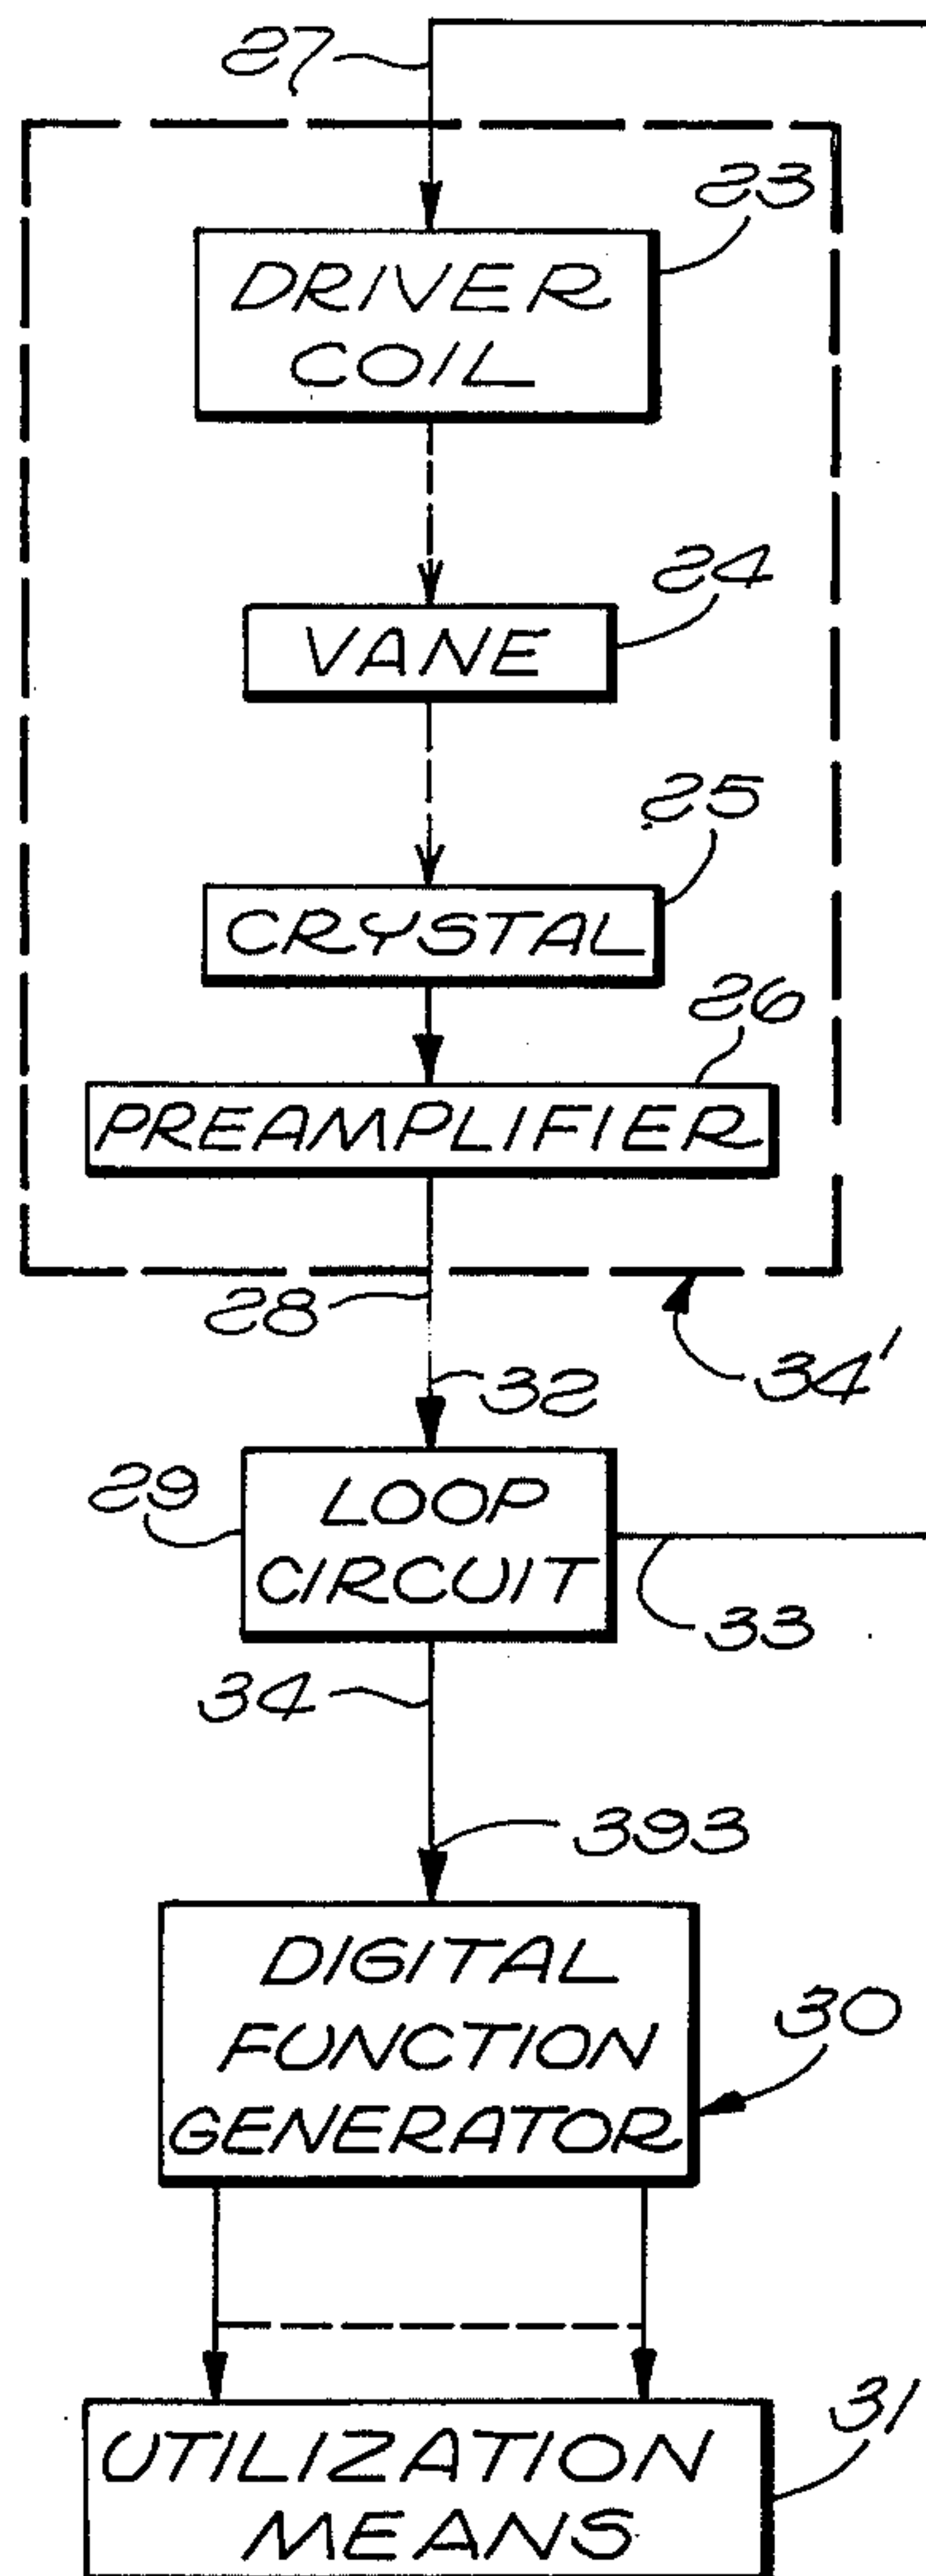 27
23
DRIVER
COIL
24
VANE
25
CRYSTAL
26
PREAMPLIFIER
28
34'
32
29
LOOP
CIRCUIT
33
34
393
DIGITAL
FUNCTION
GENERATOR
30
31
UTILIZATION
MEANS